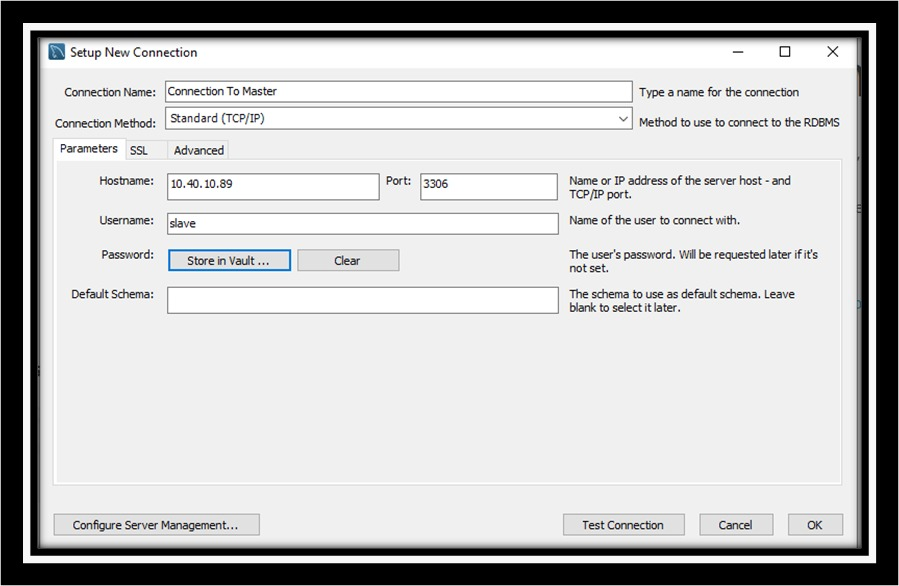 Setup New Connection
Connection Name: Connection To Master Type a name for the connection
Connection Method: Standard (TCP/IP) Method to use to connect to the RDBMS
Parameters SSL Advanced
Hostname: 10.40.10.89 Port: 3306 Name or IP address of the server host - and
TCP/IP port.
Username: slave Name of the user to connect with.
Password: Store in Vault ... Clear The user's password. Will be requested later if it's
not set.
Default Schema: The schema to use as default schema. Leave
blank to select it later.
Configure Server Management... Test Connection Cancel OK